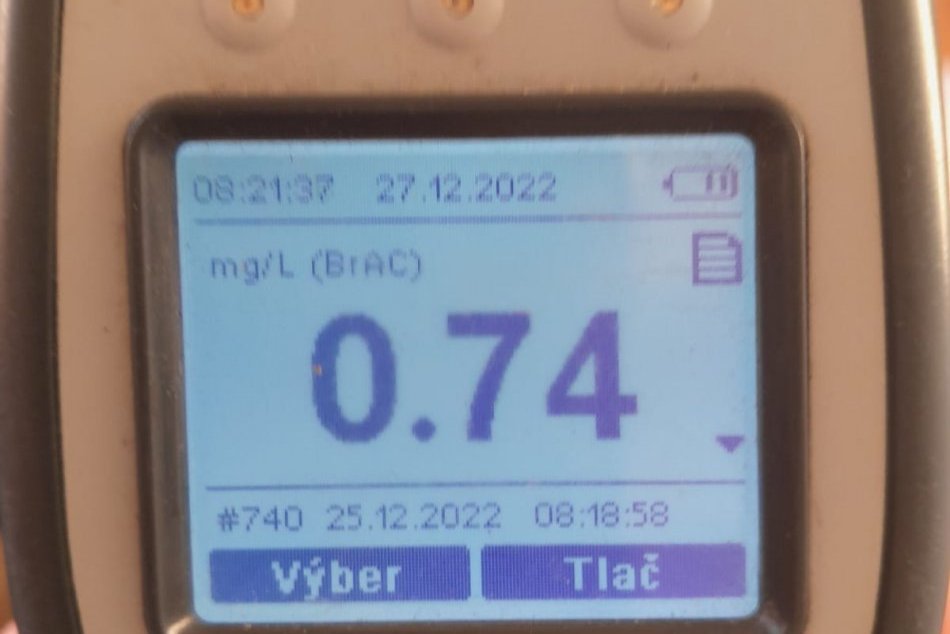 08:21:37 27.12.2022
mg/L (BrAC)
0.74
#740 25.12.2022 08:18:58
Výber Tlač